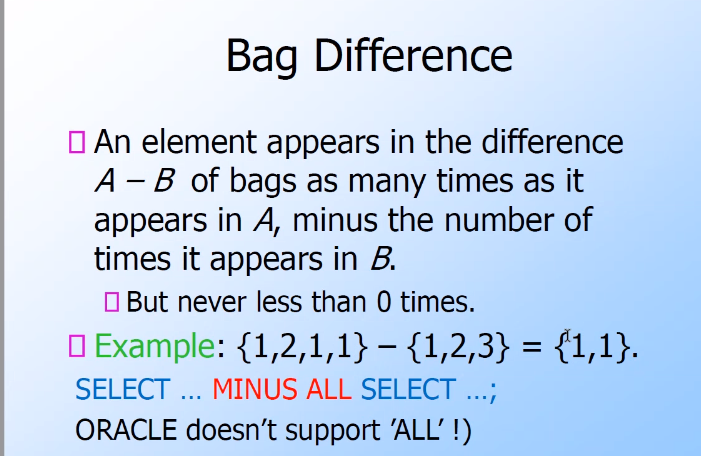 Bag Difference
An element appears in the difference
A – B of bags as many times as it
appears in A, minus the number of
times it appears in B.
But never less than 0 times.
Example: {1,2,1,1} – {1,2,3} = {1,1}.
SELECT … MINUS ALL SELECT …;
ORACLE doesn’t support ’ALL’ !)